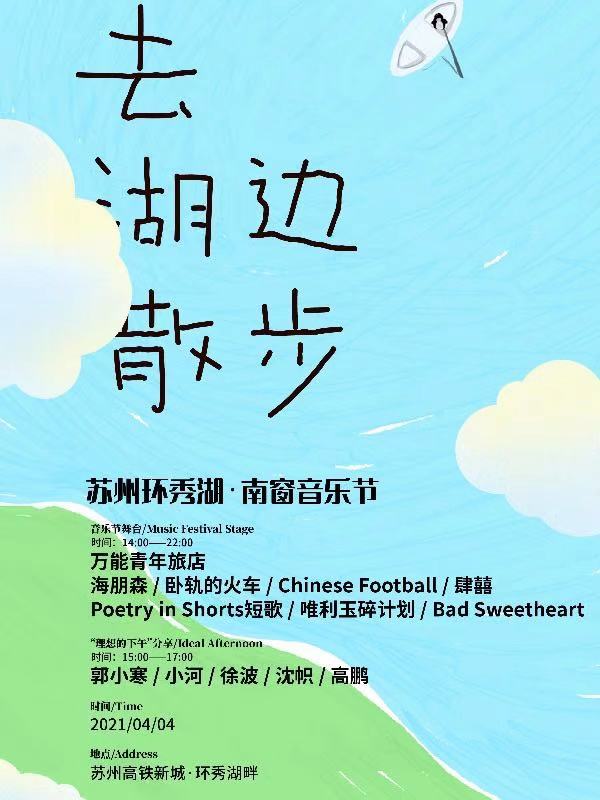 去
湖边
散步
苏州环秀湖·南窗音乐节
音乐节舞台/Music Festival Stage
时间：14:00——22:00
万能青年旅店
海朋森 / 卧轨的火车 / Chinese Football / 肆囍
Poetry in Shorts短歌 / 唯利玉碎计划 / Bad Sweetheart
“理想的下午”分享/Ideal Afternoon
时间：15:00——17:00
郭小寒 / 小河 / 徐波 / 沈帜 / 高鹏
时间/Time
2021/04/04
地点/Address
苏州高铁新城·环秀湖畔